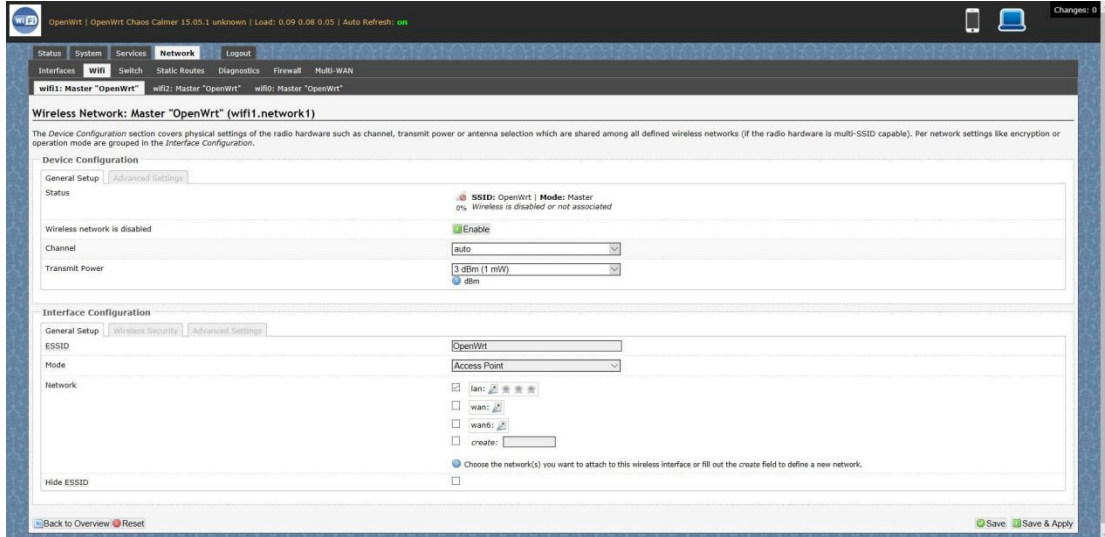 WiFi
OpenWrt | OpenWrt Chaos Calmer 15.05.1 unknown | Load: 0.09 0.08 0.05 | Auto Refresh: on
Changes: 0
Status System Services Network Logout
Interfaces Wifi Switch Static Routes Diagnostics Firewall Multi-WAN
wifi1: Master "OpenWrt" wifi2: Master "OpenWrt" wifi0: Master "OpenWrt"
Wireless Network: Master "OpenWrt" (wifi1.network1)
The Device Configuration section covers physical settings of the radio hardware such as channel, transmit power or antenna selection which are shared among all defined wireless networks (if the radio hardware is multi-SSID capable). Per network settings like encryption or
operation mode are grouped in the Interface Configuration.
Device Configuration
General Setup Advanced Settings
Status
SSID: OpenWrt | Mode: Master
0% Wireless is disabled or not associated
Wireless network is disabled Enable
Channel auto
Transmit Power 3 dBm (1 mW)
dBm
Interface Configuration
General Setup Wireless Security Advanced Settings
ESSID OpenWrt
Mode Access Point
Network lan:
wan:
wan6:
create:
Choose the network(s) you want to attach to this wireless interface or fill out the create field to define a new network.
Hide ESSID
Back to Overview Reset Save Save & Apply